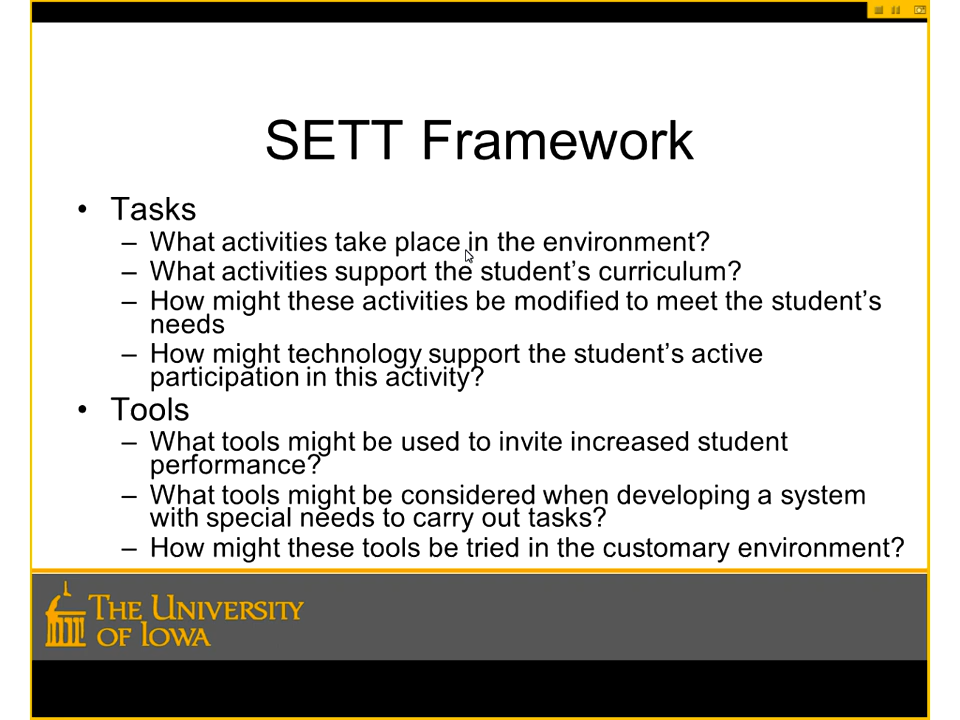 SETT Framework
• Tasks
– What activities take place in the environment?
– What activities support the student's curriculum?
– How might these activities be modified to meet the student's
needs
– How might technology support the student's active
participation in this activity?
• Tools
– What tools might be used to invite increased student
performance?
– What tools might be considered when developing a system
with special needs to carry out tasks?
– How might these tools be tried in the customary environment?
THE UNIVERSITY
OF IOWA